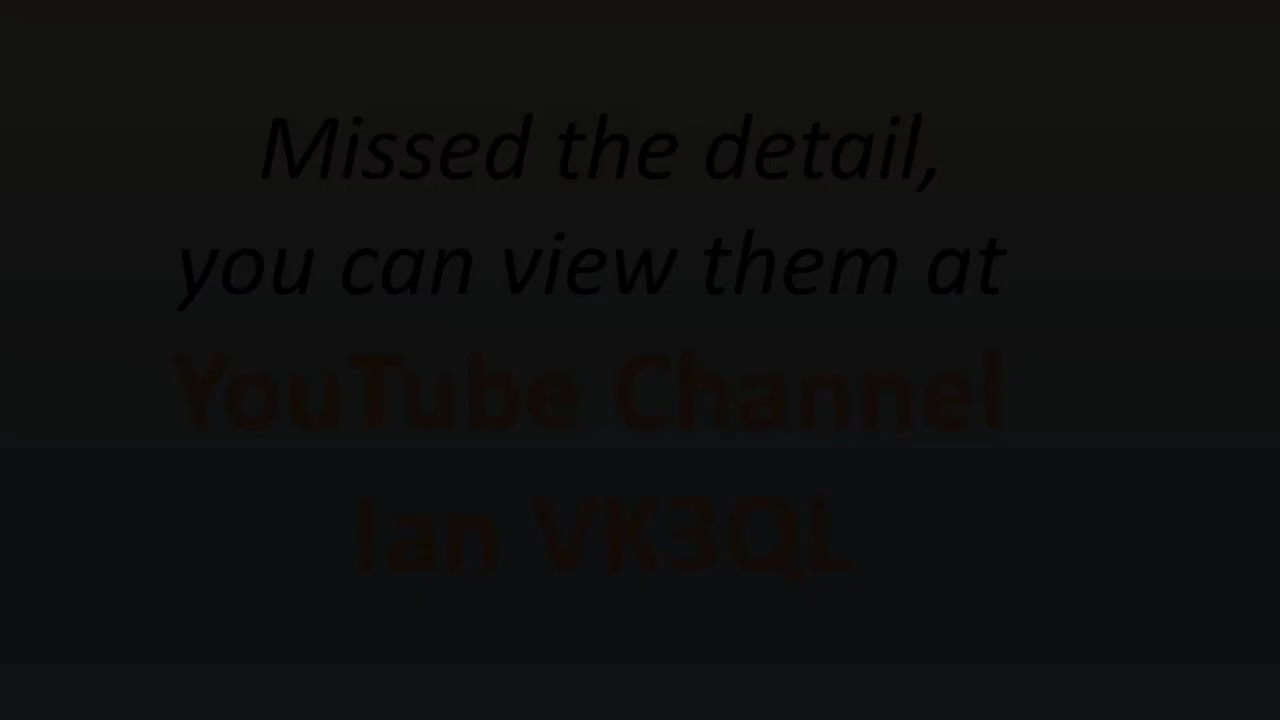 Missed the detail,
you can view them at
YouTube Channel
Ian VK3QL